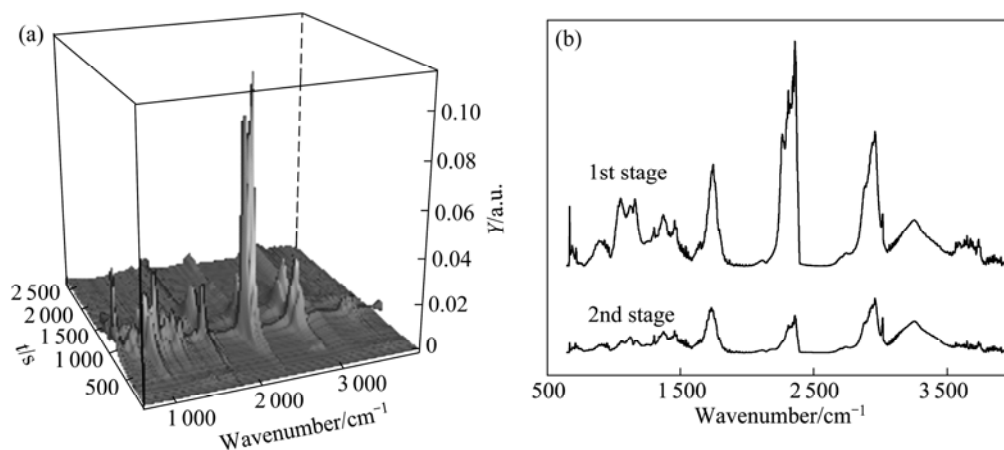 (a)
0.10
0.08
0.06
0.04
0.02
0
Y/a.u.
2 500
2 000
1 500
1 000
500
t/s
1 000
2 000
3 000
Wavenumber/cm⁻¹
(b)
1st stage
2nd stage
500
1 500
2 500
3 500
Wavenumber/cm⁻¹